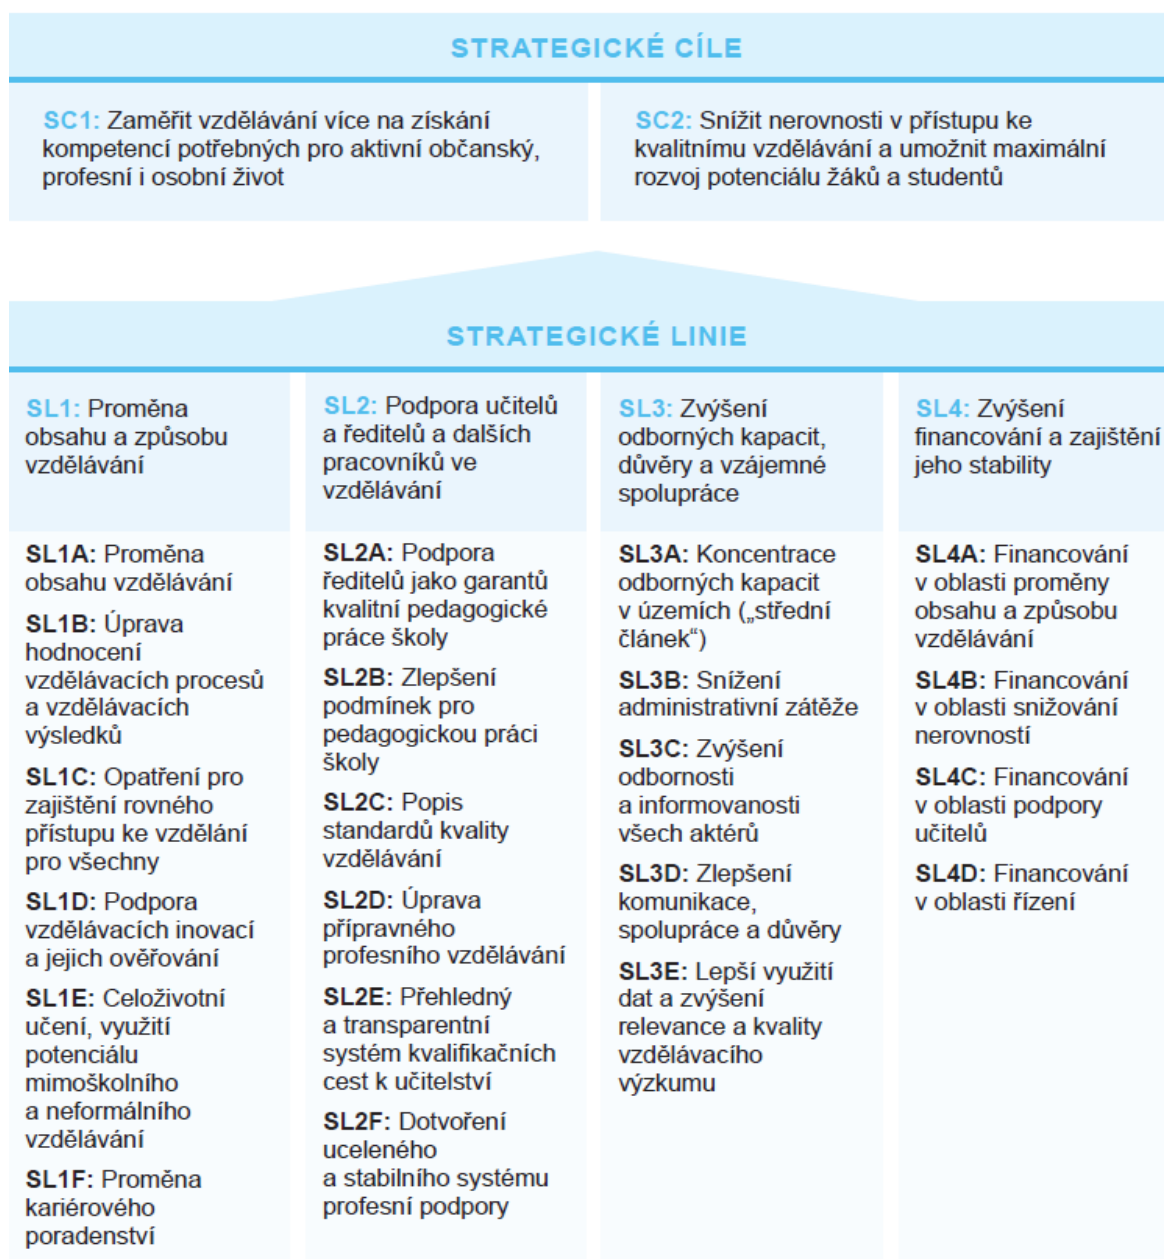 STRATEGICKÉ CÍLE
SC1: Zaměřit vzdělávání více na získání
kompetencí potřebných pro aktivní občanský,
profesní i osobní život
SC2: Snížit nerovnosti v přístupu ke
kvalitnímu vzdělávání a umožnit maximální
rozvoj potenciálu žáků a studentů
STRATEGICKÉ LINIE
SL1: Proměna
obsahu a způsobu
vzdělávání
SL1A: Proměna
obsahu vzdělávání
SL1B: Úprava
hodnocení
vzdělávacích procesů
a vzdělávacích
výsledků
SL1C: Opatření pro
zajištění rovného
přístupu ke vzdělání
pro všechny
SL1D: Podpora
vzdělávacích inovací
a jejich ověřování
SL1E: Celoživotní
učení, využití
potenciálu
mimoškolního
a neformálního
vzdělávání
SL1F: Proměna
kariérového
poradenství
SL2: Podpora učitelů
a ředitelů a dalších
pracovníků ve
vzdělávání
SL2A: Podpora
ředitelů jako garantů
kvalitní pedagogické
práce školy
SL2B: Zlepšení
podmínek pro
pedagogickou práci
školy
SL2C: Popis
standardů kvality
vzdělávání
SL2D: Úprava
přípravného
profesního vzdělávání
SL2E: Přehledný
a transparentní
systém kvalifikačních
cest k učitelství
SL2F: Dotvoření
uceleného
a stabilního systému
profesní podpory
SL3: Zvýšení
odborných kapacit,
důvěry a vzájemné
spolupráce
SL3A: Koncentrace
odborných kapacit
v územích („střední
článek“)
SL3B: Snížení
administrativní zátěže
SL3C: Zvýšení
odbornosti
a informovanosti
všech aktérů
SL3D: Zlepšení
komunikace,
spolupráce a důvěry
SL3E: Lepší využití
dat a zvýšení
relevance a kvality
vzdělávacího
výzkumu
SL4: Zvýšení
financování a zajištění
jeho stability
SL4A: Financování
v oblasti proměny
obsahu a způsobu
vzdělávání
SL4B: Financování
v oblasti snižování
nerovností
SL4C: Financování
v oblasti podpory
učitelů
SL4D: Financování
v oblasti řízení